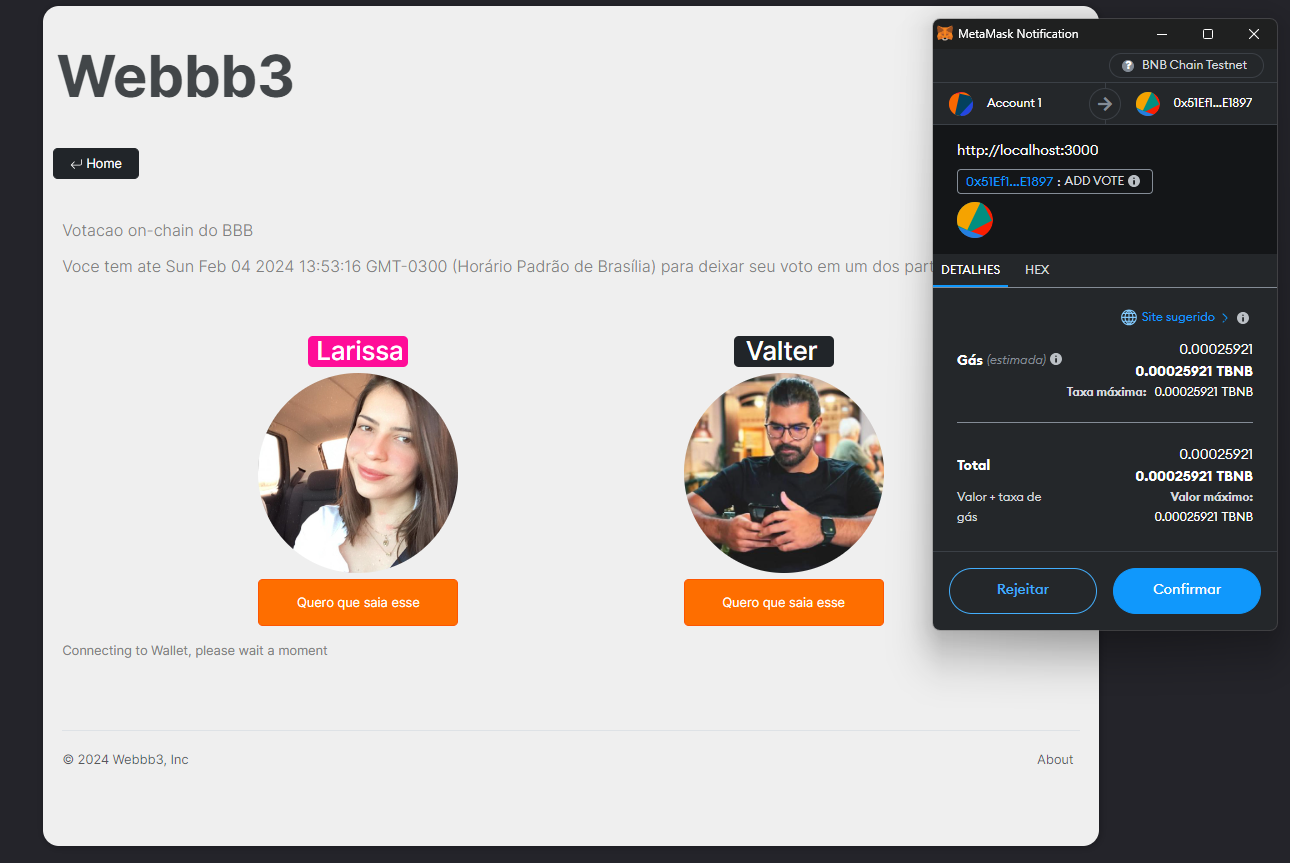 Webbb3
Home
Votacao on-chain do BBB
Voce tem ate Sun Feb 04 2024 13:53:16 GMT-0300 (Horário Padrão de Brasília) para deixar seu voto em um dos part
Larissa
Valter
Quero que saia esse
Quero que saia esse
Connecting to Wallet, please wait a moment
© 2024 Webbb3, Inc
About
MetaMask Notification
BNB Chain Testnet
Account 1
0x51Ef1...E1897
http://localhost:3000
0x51Ef1...E1897 : ADD VOTE
DETALHES HEX
Site sugerido
Gás (estimada)
0.00025921
0.00025921 TBNB
Taxa máxima: 0.00025921 TBNB
Total
0.00025921
0.00025921 TBNB
Valor + taxa de
gás
Valor máximo:
0.00025921 TBNB
Rejeitar
Confirmar